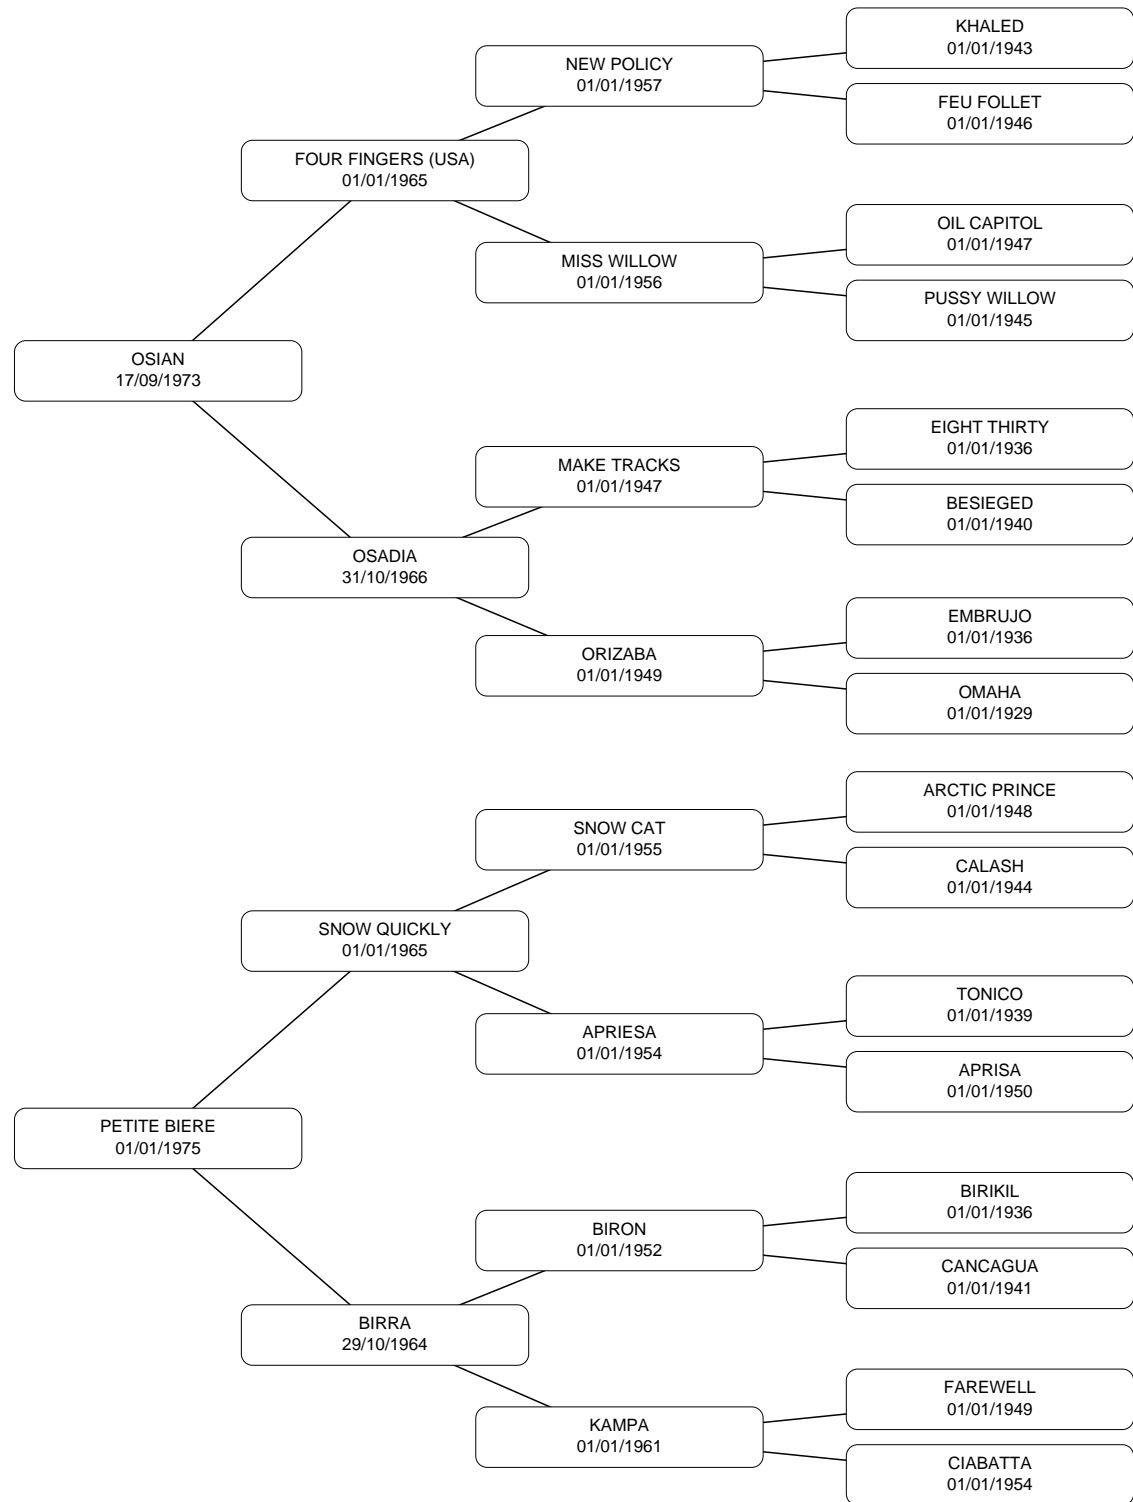 KHALED
01/01/1943
NEW POLICY
01/01/1957
FEU FOLLET
01/01/1946
FOUR FINGERS (USA)
01/01/1965
OIL CAPITOL
01/01/1947
MISS WILLOW
01/01/1956
PUSSY WILLOW
01/01/1945
OSIAN
17/09/1973
EIGHT THIRTY
01/01/1936
MAKE TRACKS
01/01/1947
BESIEGED
01/01/1940
OSADIA
31/10/1966
EMBRUJO
01/01/1936
ORIZABA
01/01/1949
OMAHA
01/01/1929
ARCTIC PRINCE
01/01/1948
SNOW CAT
01/01/1955
CALASH
01/01/1944
SNOW QUICKLY
01/01/1965
TONICO
01/01/1939
APRIESA
01/01/1954
APRISA
01/01/1950
PETITE BIERE
01/01/1975
BIRIKIL
01/01/1936
BIRON
01/01/1952
CANCAGUA
01/01/1941
BIRRA
29/10/1964
FAREWELL
01/01/1949
KAMPA
01/01/1961
CIABATTA
01/01/1954